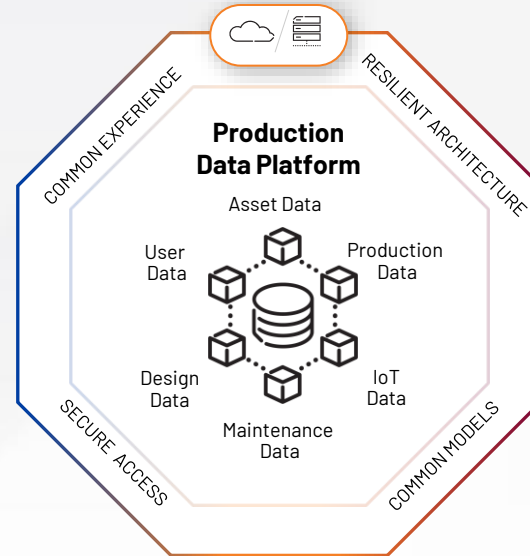 COMMON EXPERIENCE
RESILIENT ARCHITECTURE
Production
Data Platform
Asset Data
User
Data
Production
Data
Design
Data
IoT
Data
Maintenance
Data
SECURE ACCESS
COMMON MODELS